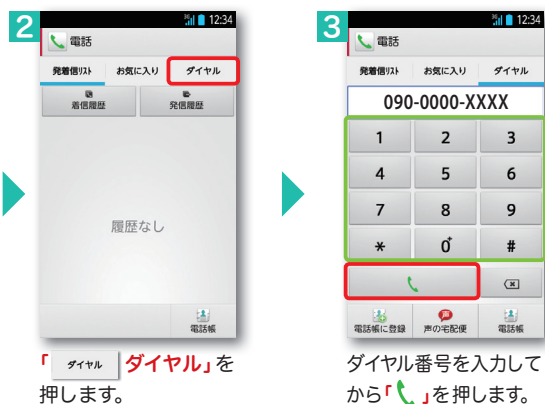 2
12:34
電話
発着信リスト お気に入り ダイヤル
着信履歴 発信履歴
履歴なし
電話帳
「 ダイヤル ダイヤル」を
押します。
3
12:34
電話
発着信リスト お気に入り ダイヤル
090-0000-XXXX
1 2 3
4 5 6
7 8 9
* 0+ #
電話帳に登録 声の宅配便 電話帳
ダイヤル番号を入力して
から「 」を押します。